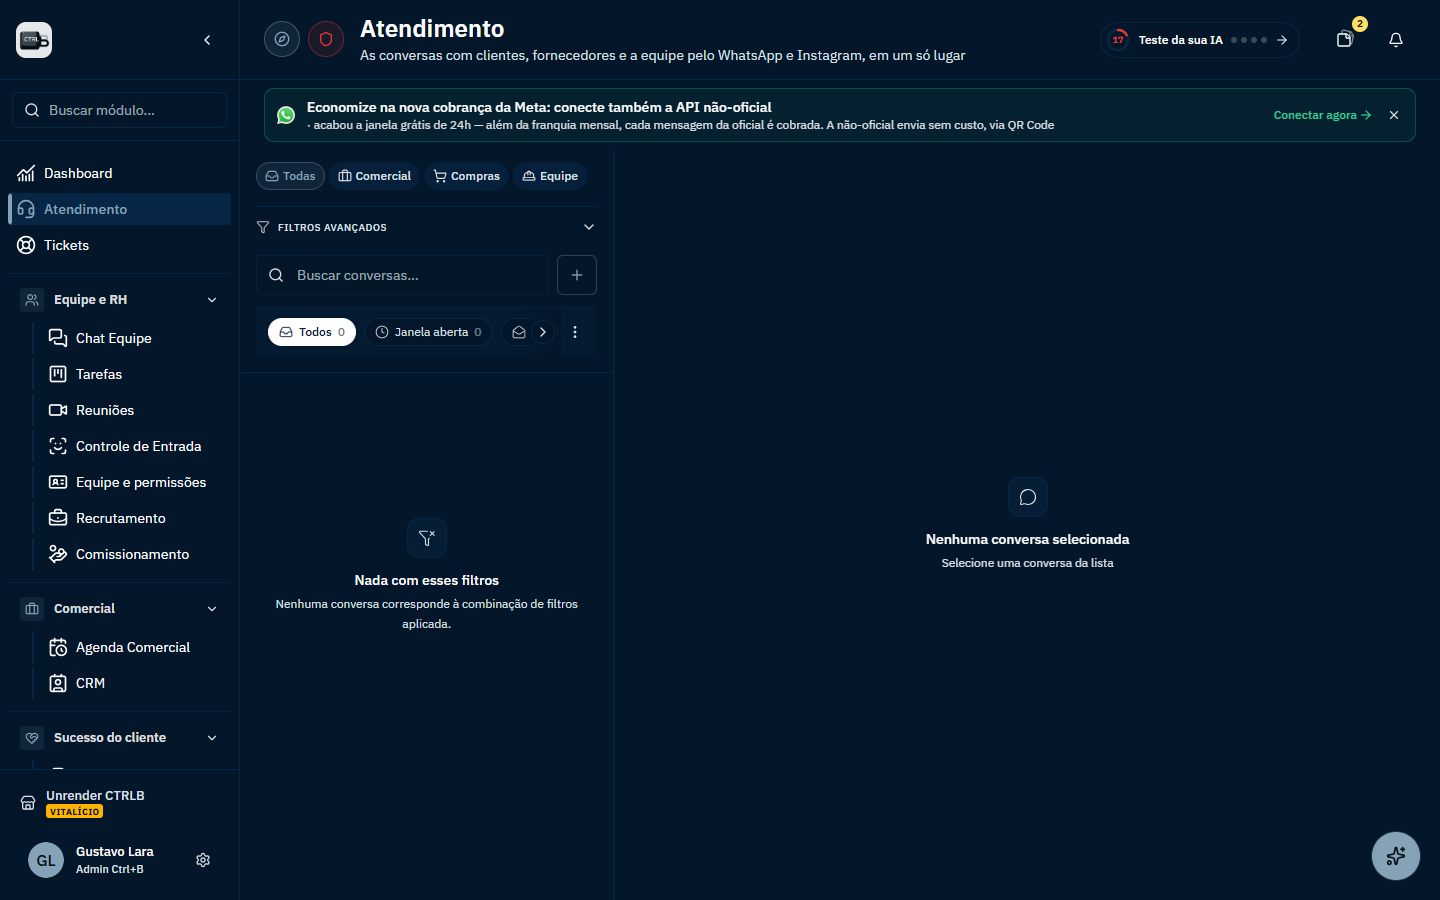 CTRL B
Atendimento
As conversas com clientes, fornecedores e a equipe pelo WhatsApp e Instagram, em um só lugar
17
Teste da sua IA
2
Buscar módulo...
Economize na nova cobrança da Meta: conecte também a API não-oficial
· acabou a janela grátis de 24h — além da franquia mensal, cada mensagem da oficial é cobrada. A não-oficial envia sem custo, via QR Code
Conectar agora
Dashboard
Atendimento
Tickets
Equipe e RH
Chat Equipe
Tarefas
Reuniões
Controle de Entrada
Equipe e permissões
Recrutamento
Comissionamento
Comercial
Agenda Comercial
CRM
Sucesso do cliente
Unrender CTRLB
VITALÍCIO
GL
Gustavo Lara
Admin Ctrl+B
Todas
Comercial
Compras
Equipe
FILTROS AVANÇADOS
Buscar conversas...
Todos 0
Janela aberta 0
Nada com esses filtros
Nenhuma conversa corresponde à combinação de filtros
aplicada.
Nenhuma conversa selecionada
Selecione uma conversa da lista